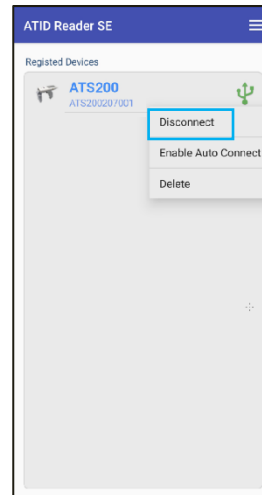 ATID Reader SE
Registed Devices
ATS200
ATS200207001
Disconnect
Enable Auto Connect
Delete